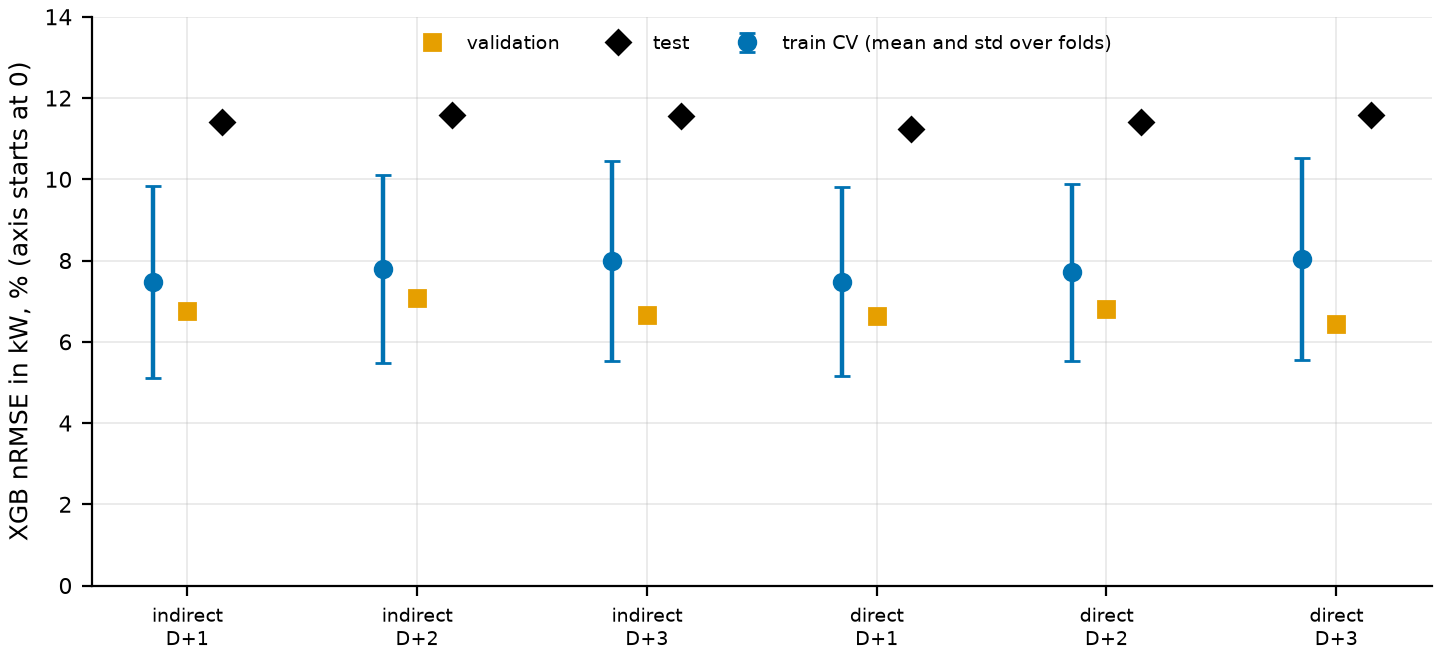 XGB nRMSE in kW, % (axis starts at 0)
14
12
10
8
6
4
2
0
validation
test
train CV (mean and std over folds)
indirect
D+1
indirect
D+2
indirect
D+3
direct
D+1
direct
D+2
direct
D+3